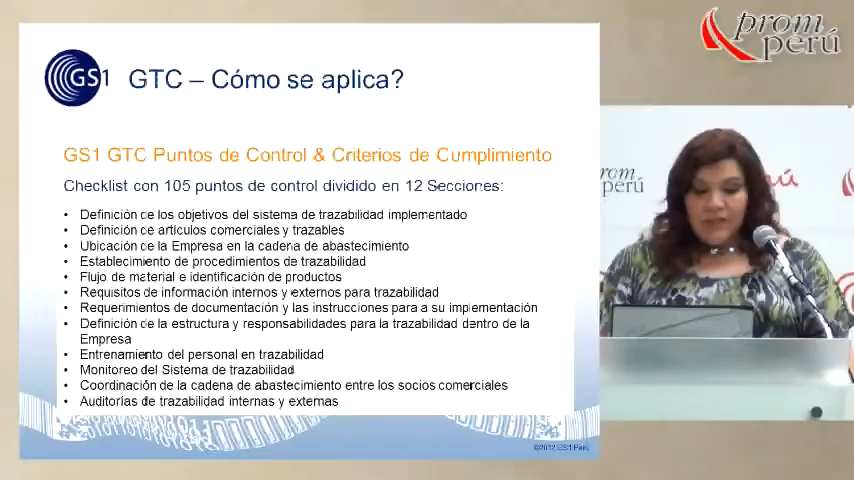 prom
perú
GS1
GTC – Cómo se aplica?
GS1 GTC Puntos de Control & Criterios de Cumplimiento
Checklist con 105 puntos de control dividido en 12 Secciones:
• Definición de los objetivos del sistema de trazabilidad implementado
• Definición de artículos comerciales y trazables
• Ubicación de la Empresa en la cadena de abastecimiento
• Establecimiento de procedimientos de trazabilidad
• Flujo de material e identificación de productos
• Requisitos de información internos y externos para trazabilidad
• Requerimientos de documentación y las instrucciones para a su implementación
• Definición de la estructura y responsabilidades para la trazabilidad dentro de la
Empresa
• Entrenamiento del personal en trazabilidad
• Monitoreo del Sistema de trazabilidad
• Coordinación de la cadena de abastecimiento entre los socios comerciales
• Auditorías de trazabilidad internas y externas
©2012 GS1 Perú
prom
perú